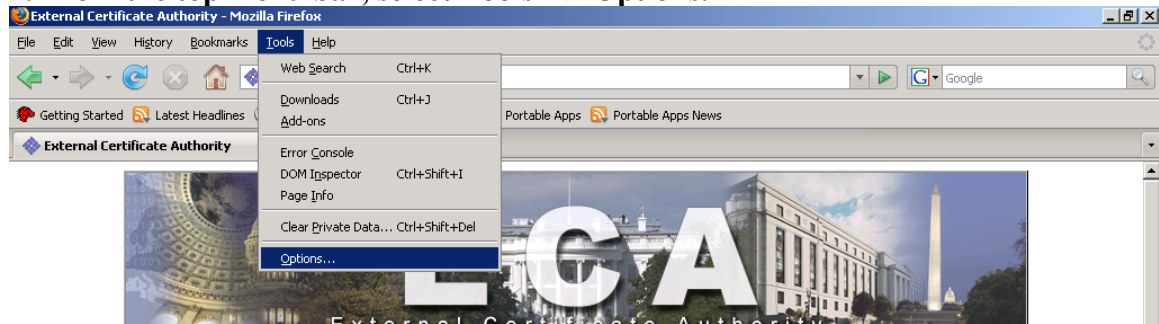 External Certificate Authority - Mozilla Firefox
File Edit View History Bookmarks Tools Help
Web Search Ctrl+K
Google
Downloads Ctrl+J
Getting Started Latest Headlines Portable Apps Portable Apps News
Add-ons
External Certificate Authority
Error Console
DOM Inspector Ctrl+Shift+I
Page Info
Clear Private Data... Ctrl+Shift+Del
Options...
ECA
External Certificate Authority